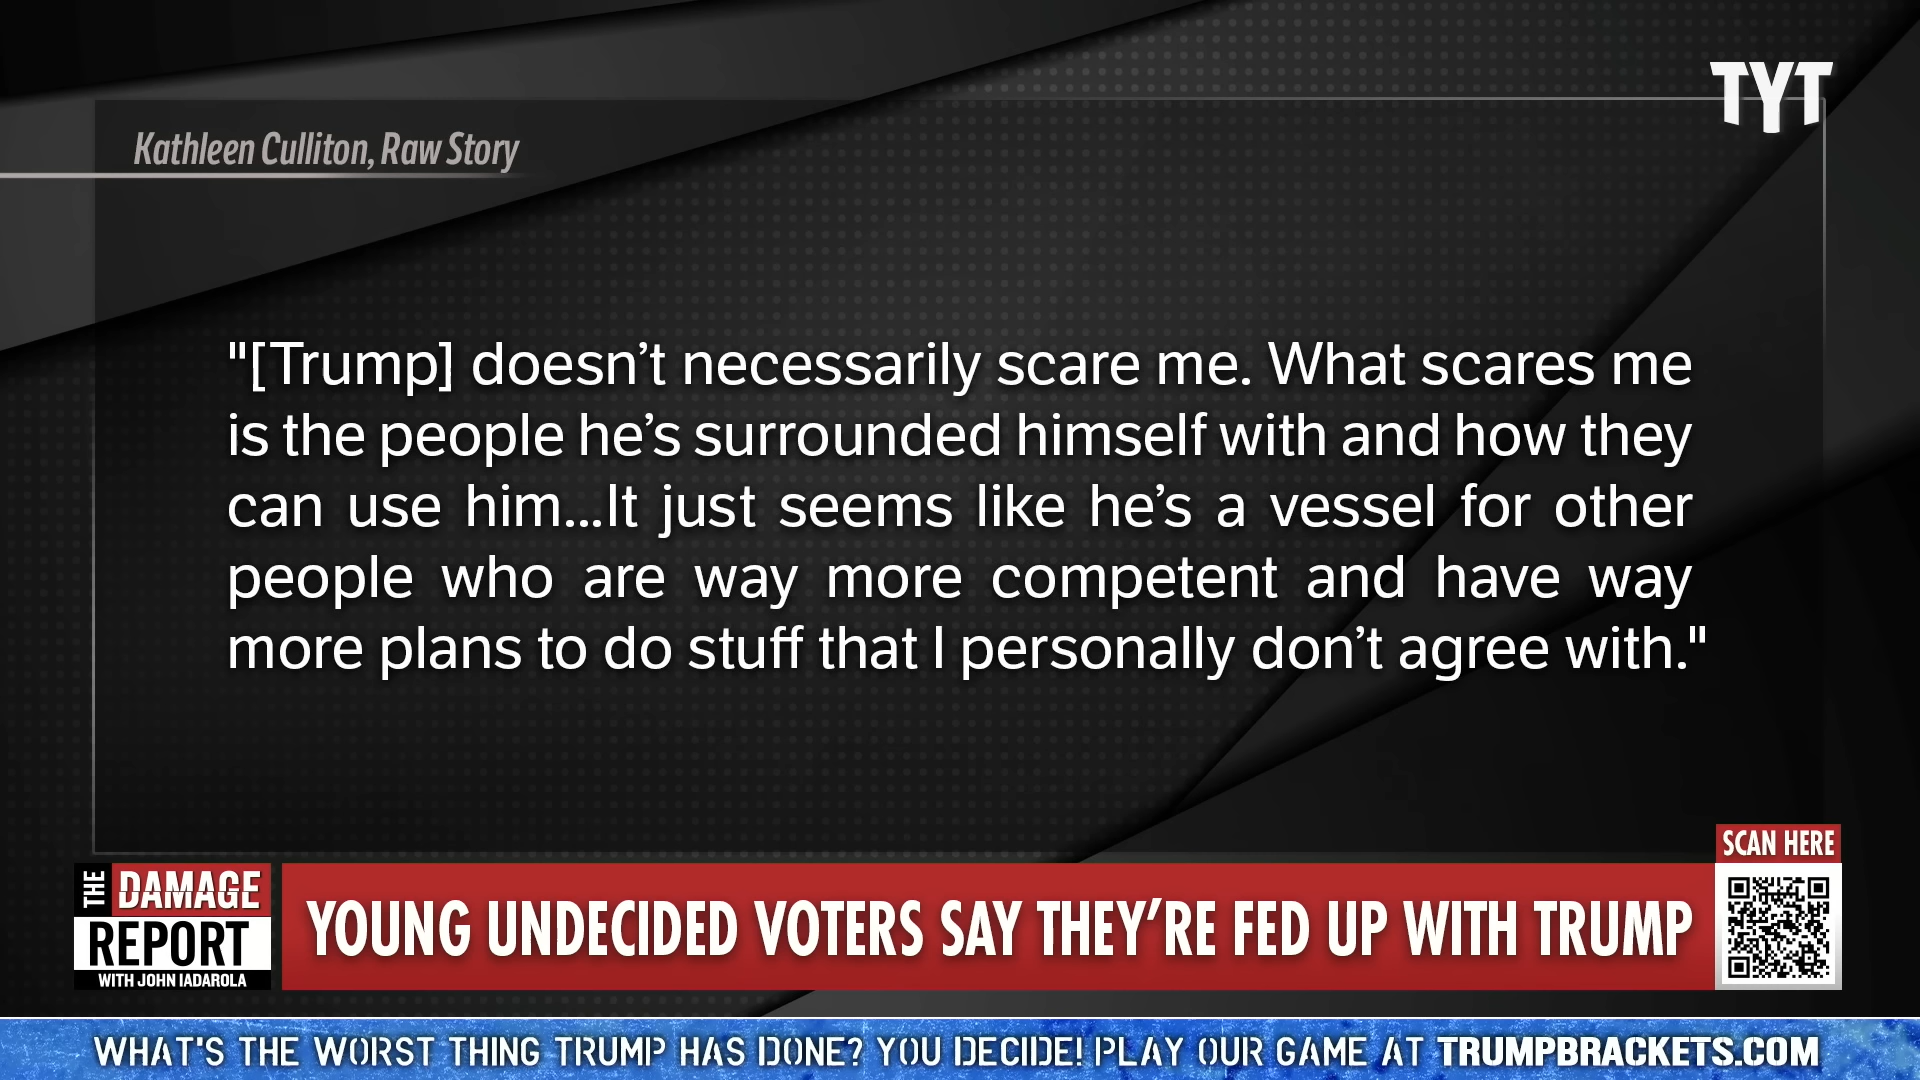 TYT
Kathleen Culliton, Raw Story
"[Trump] doesn’t necessarily scare me. What scares me
is the people he’s surrounded himself with and how they
can use him...It just seems like he’s a vessel for other
people who are way more competent and have way
more plans to do stuff that I personally don’t agree with."
SCAN HERE
THE DAMAGE
REPORT
WITH JOHN IADAROLA
YOUNG UNDECIDED VOTERS SAY THEY’RE FED UP WITH TRUMP
WHAT'S THE WORST THING TRUMP HAS DONE? YOU DECIDE! PLAY OUR GAME AT TRUMPBRACKETS.COM